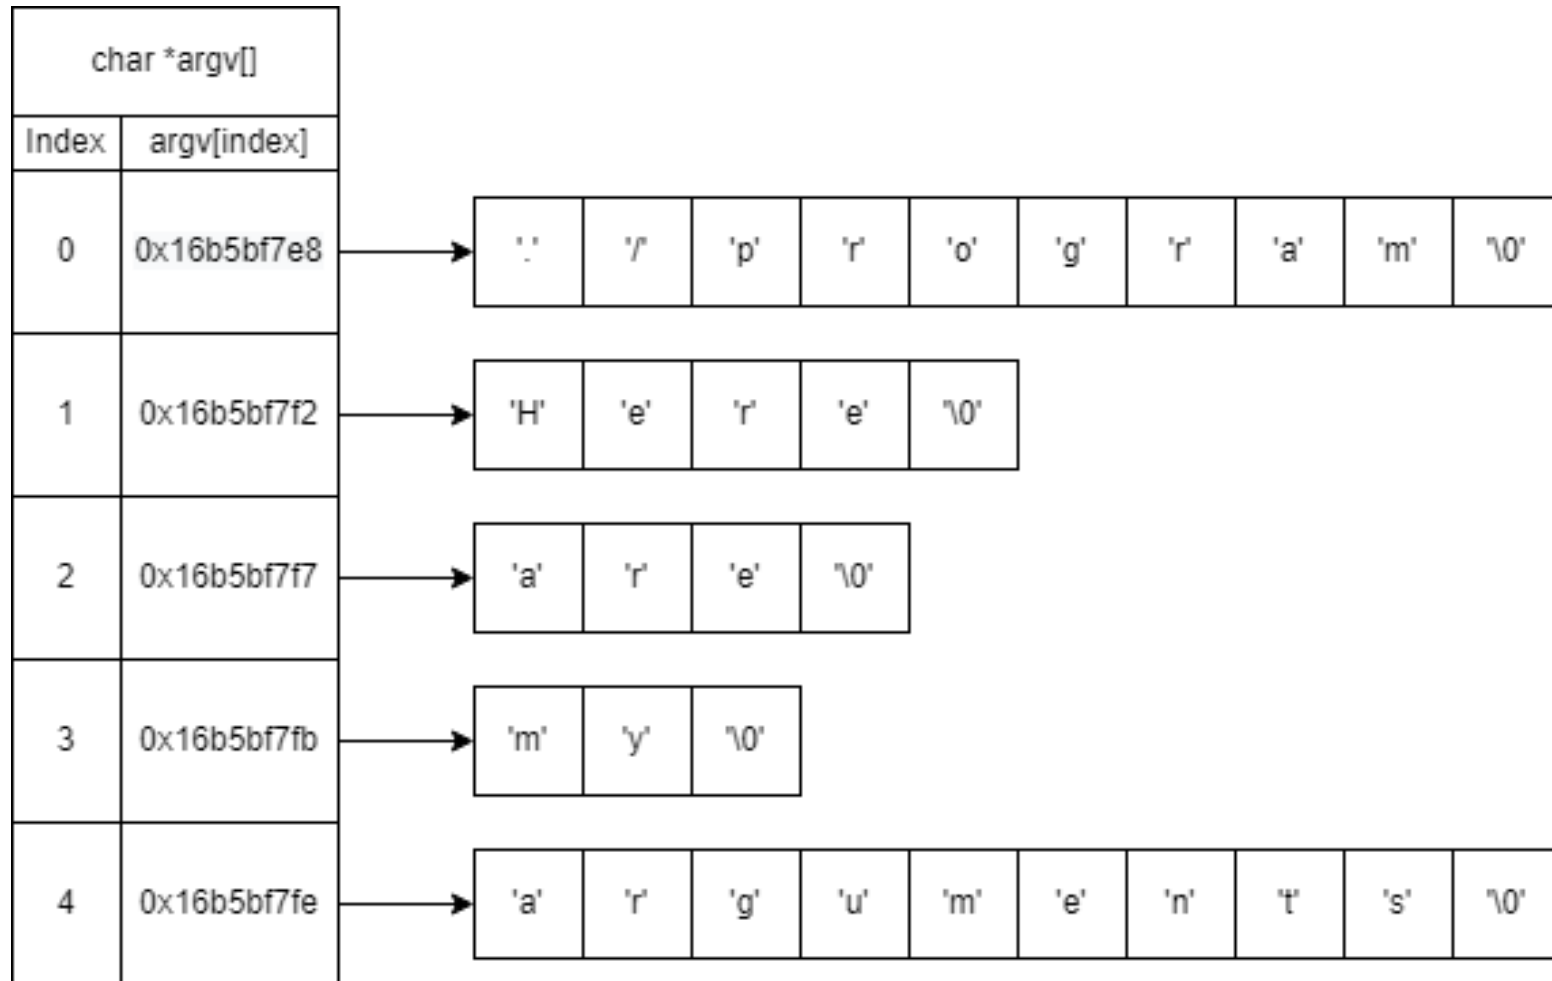 char *argv[]
Index argv[index]
0 0x16b5bf7e8 '.' '/' 'p' 'r' 'o' 'g' 'r' 'a' 'm' '\0'
1 0x16b5bf7f2 'H' 'e' 'r' 'e' '\0'
2 0x16b5bf7f7 'a' 'r' 'e' '\0'
3 0x16b5bf7fb 'm' 'y' '\0'
4 0x16b5bf7fe 'a' 'r' 'g' 'u' 'm' 'e' 'n' 't' 's' '\0'